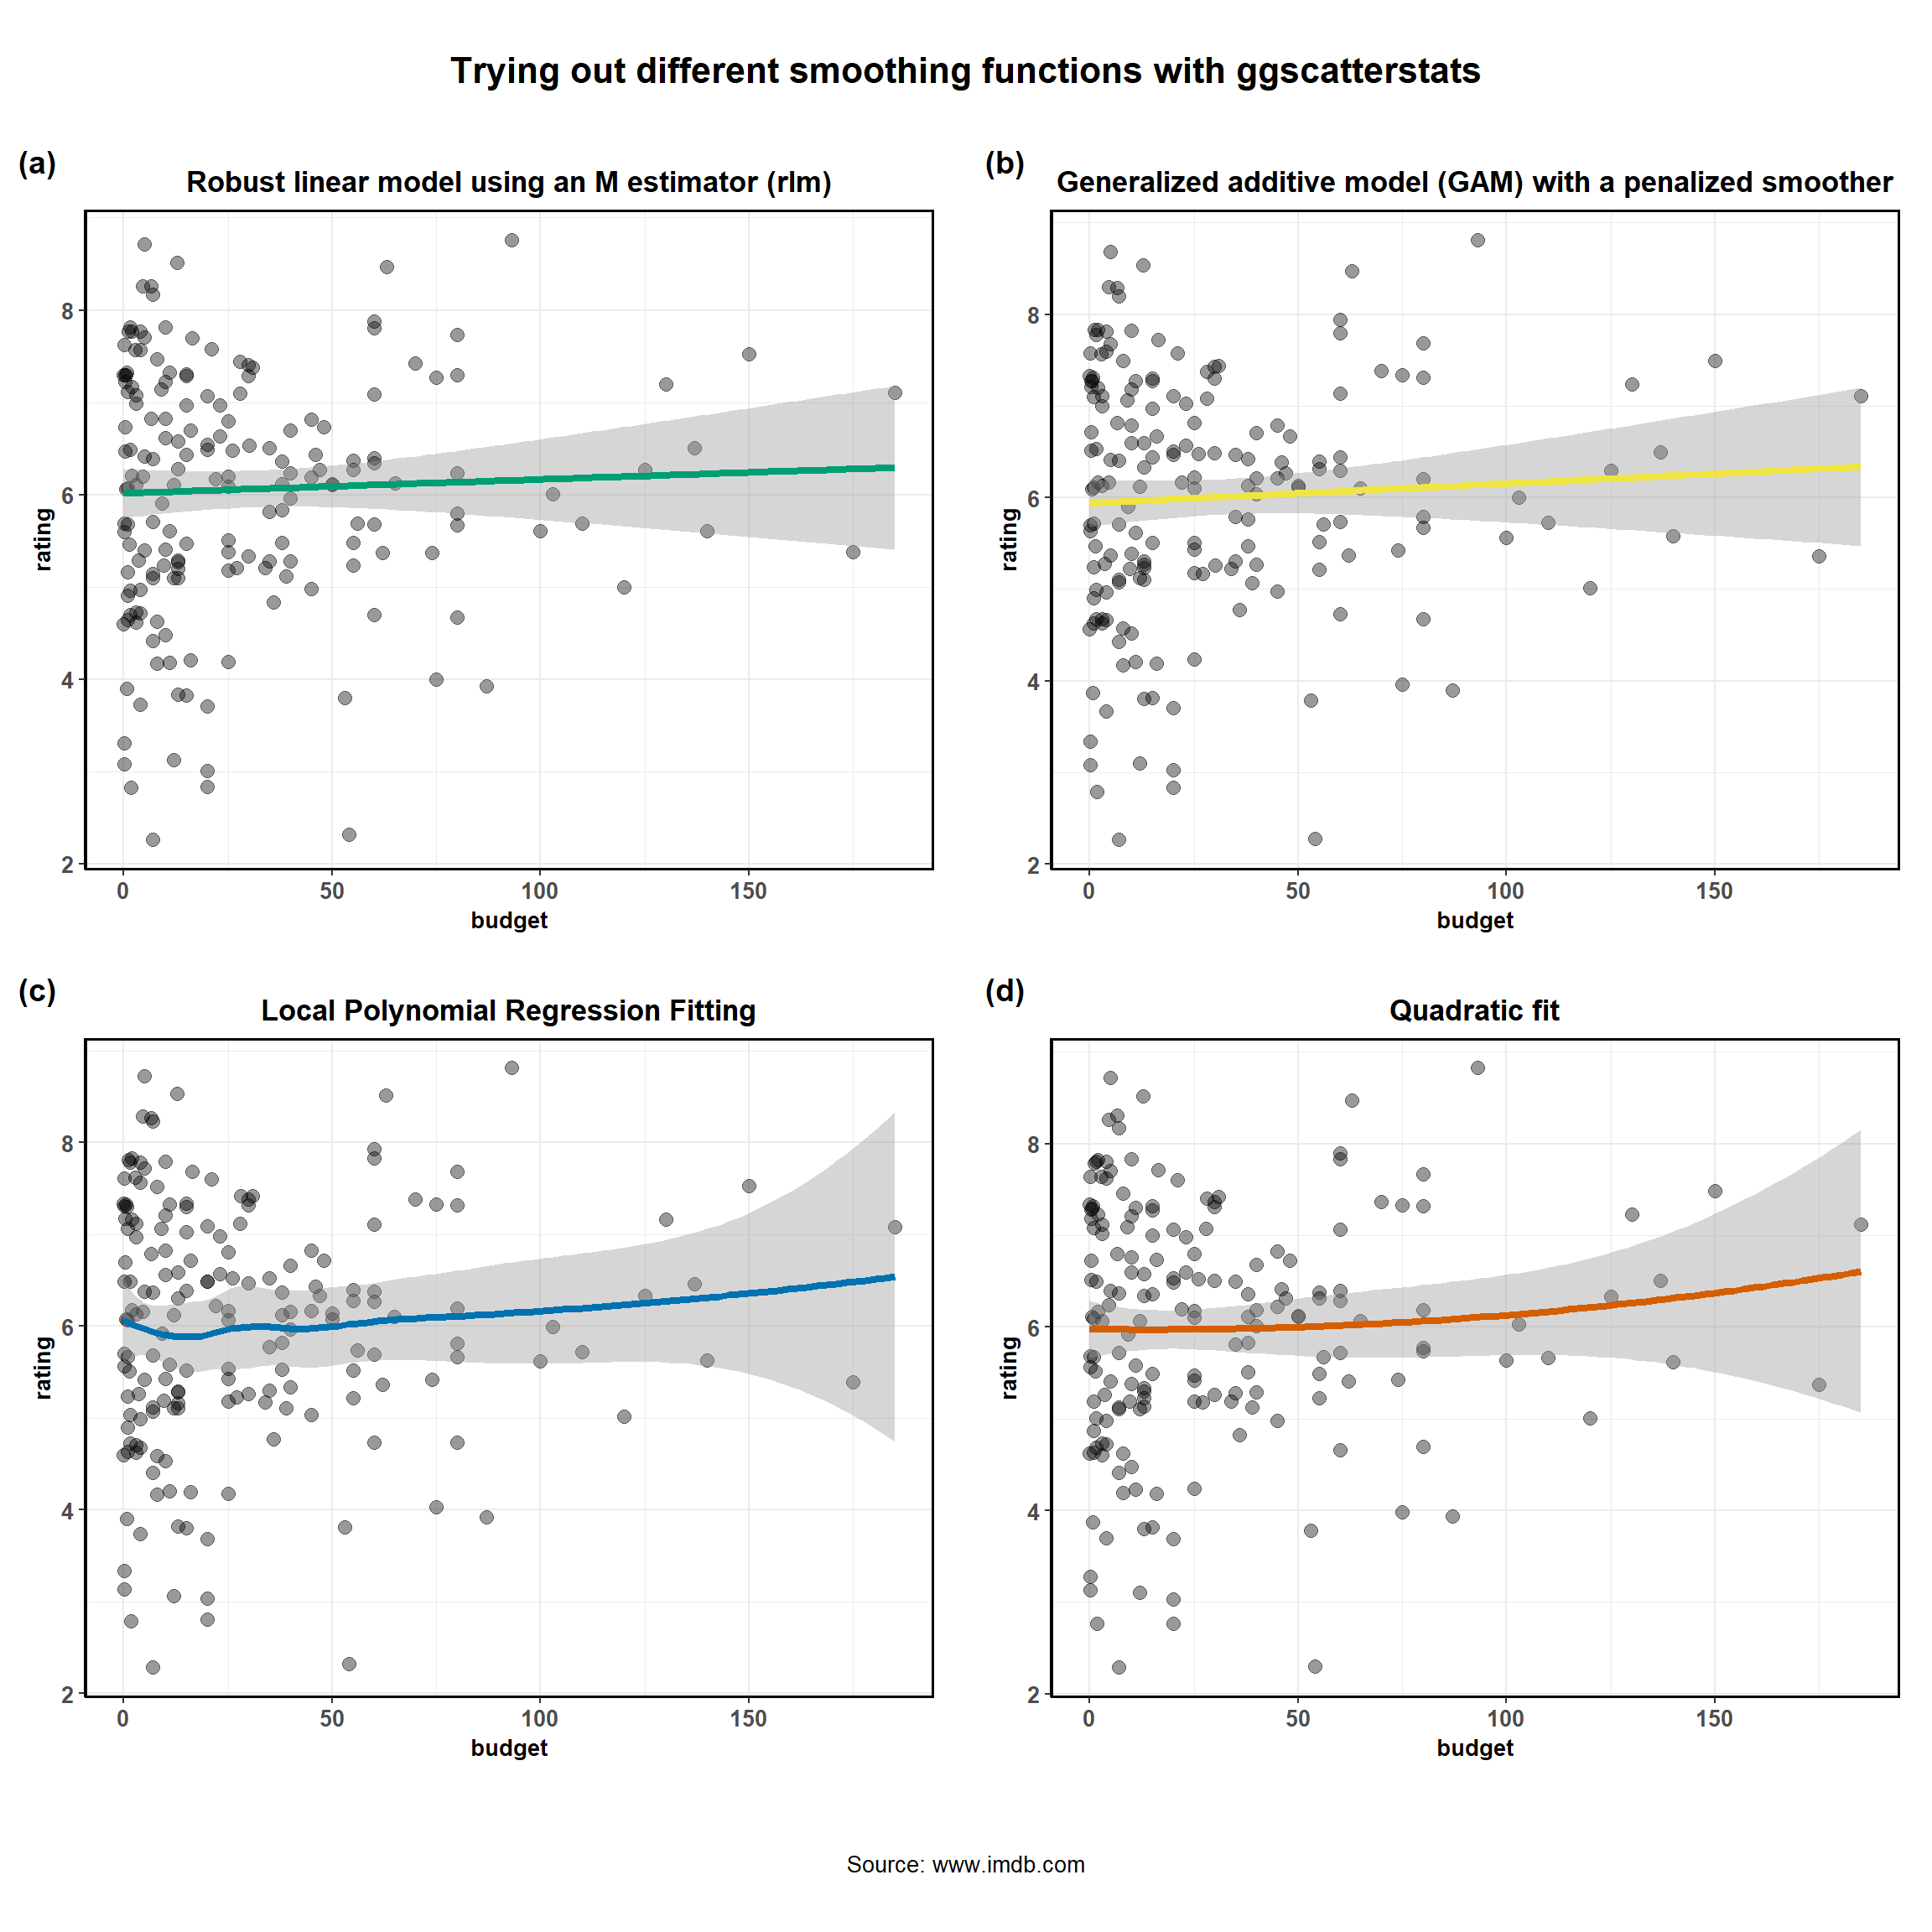 Trying out different smoothing functions with ggscatterstats
(a)
Robust linear model using an M estimator (rlm)
rating
8
6
4
2
0 50 100 150
budget
(b)
Generalized additive model (GAM) with a penalized smoother
rating
8
6
4
2
0 50 100 150
budget
(c)
Local Polynomial Regression Fitting
rating
8
6
4
2
0 50 100 150
budget
(d)
Quadratic fit
rating
8
6
4
2
0 50 100 150
budget
Source: www.imdb.com